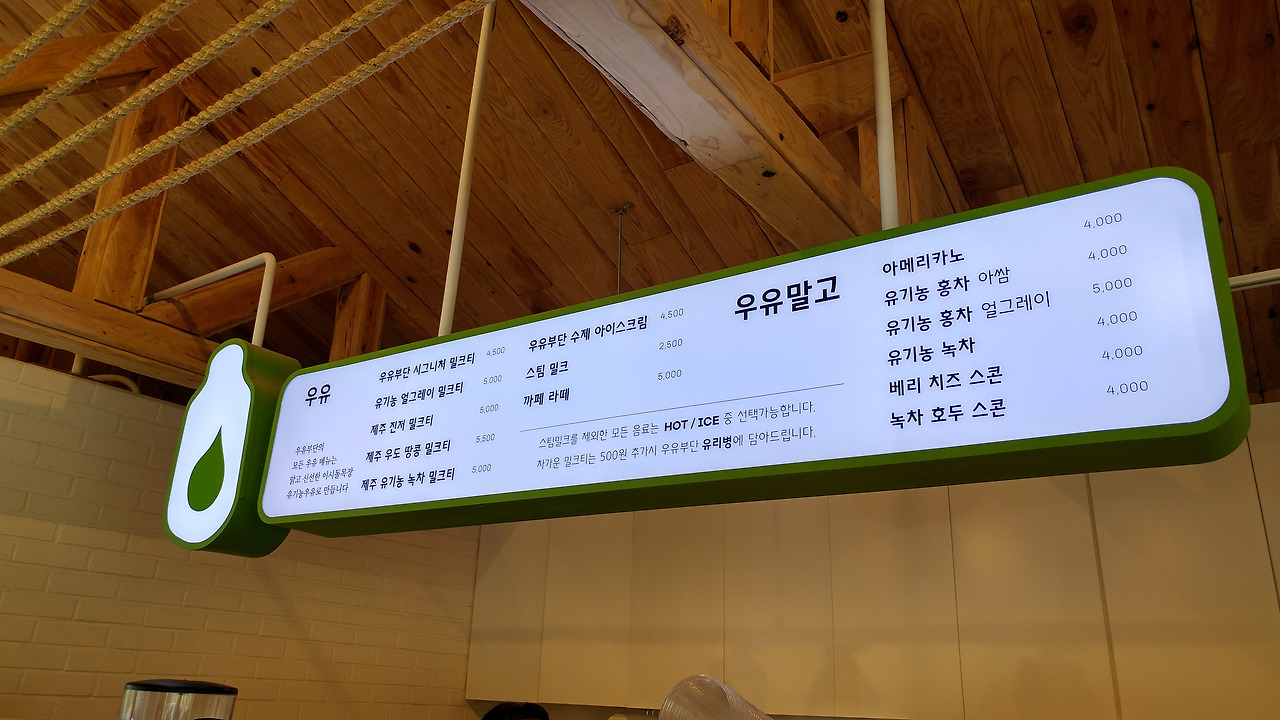 우유
우유부단의
모든 우유 메뉴는
맑고 신선한 이시돌목장
유기농우유로 만듭니다
우유부단 시그니처 밀크티 4,500
유기농 얼그레이 밀크티 5,000
제주 진저 밀크티 5,000
제주 우도 땅콩 밀크티 5,500
제주 유기농 녹차 밀크티 5,000
우유부단 수제 아이스크림 4,500
스팀 밀크 2,500
까페 라떼 5,000
스팀밀크를 제외한 모든 음료는 HOT / ICE 중 선택가능합니다.
차가운 밀크티는 500원 추가시 우유부단 유리병에 담아드립니다.
우유말고
아메리카노 4,000
유기농 홍차 아쌈 4,000
유기농 홍차 얼그레이 5,000
유기농 녹차 4,000
베리 치즈 스콘 4,000
녹차 호두 스콘 4,000